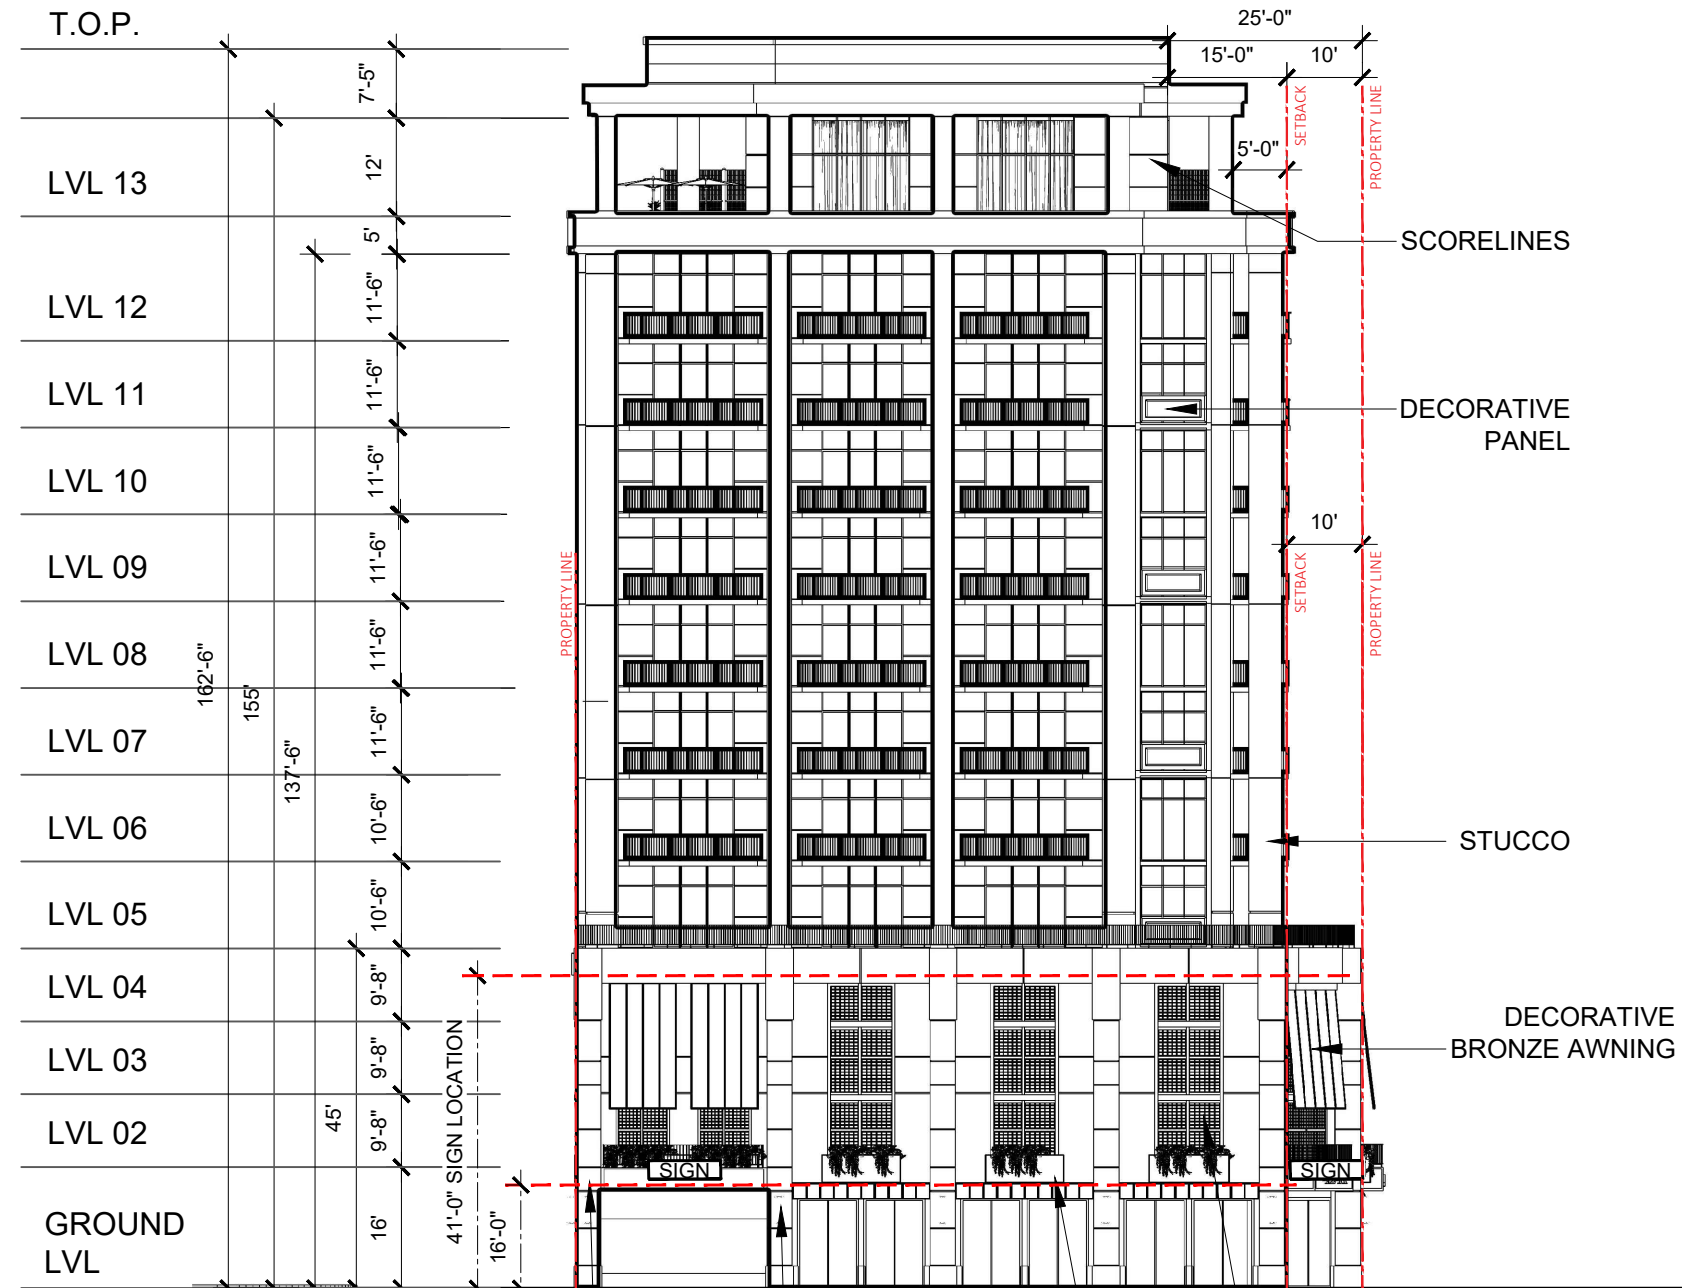 T.O.P.
25'-0"
15'-0"
10'
7'-5"
SETBACK
PROPERTY LINE
12'
5'-0"
LVL 13
5'
SCORELINES
11'-6"
LVL 12
11'-6"
LVL 11
DECORATIVE
PANEL
11'-6"
LVL 10
10'
11'-6"
LVL 09
PROPERTY LINE
SETBACK
PROPERTY LINE
11'-6"
LVL 08
162'-6"
155'
11'-6"
LVL 07
137'-6"
10'-6"
LVL 06
STUCCO
10'-6"
LVL 05
9'-8"
LVL 04
DECORATIVE
BRONZE AWNING
9'-8"
LVL 03
41'-0" SIGN LOCATION
45'
9'-8"
LVL 02
SIGN
SIGN
16'
16'-0"
GROUND
LVL